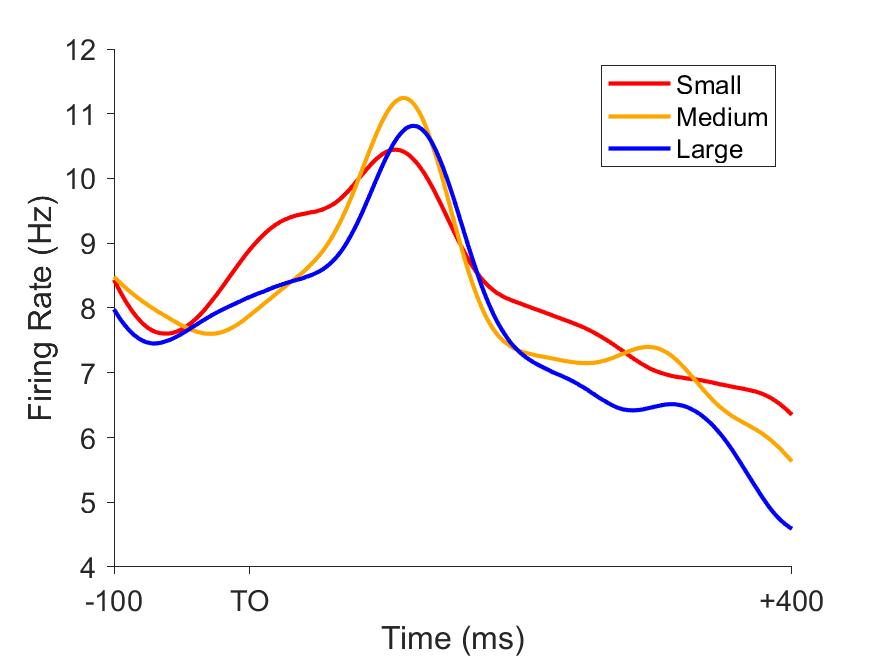 12
11
10
9
8
7
6
5
4
Firing Rate (Hz)
Small
Medium
Large
-100
TO
+400
Time (ms)